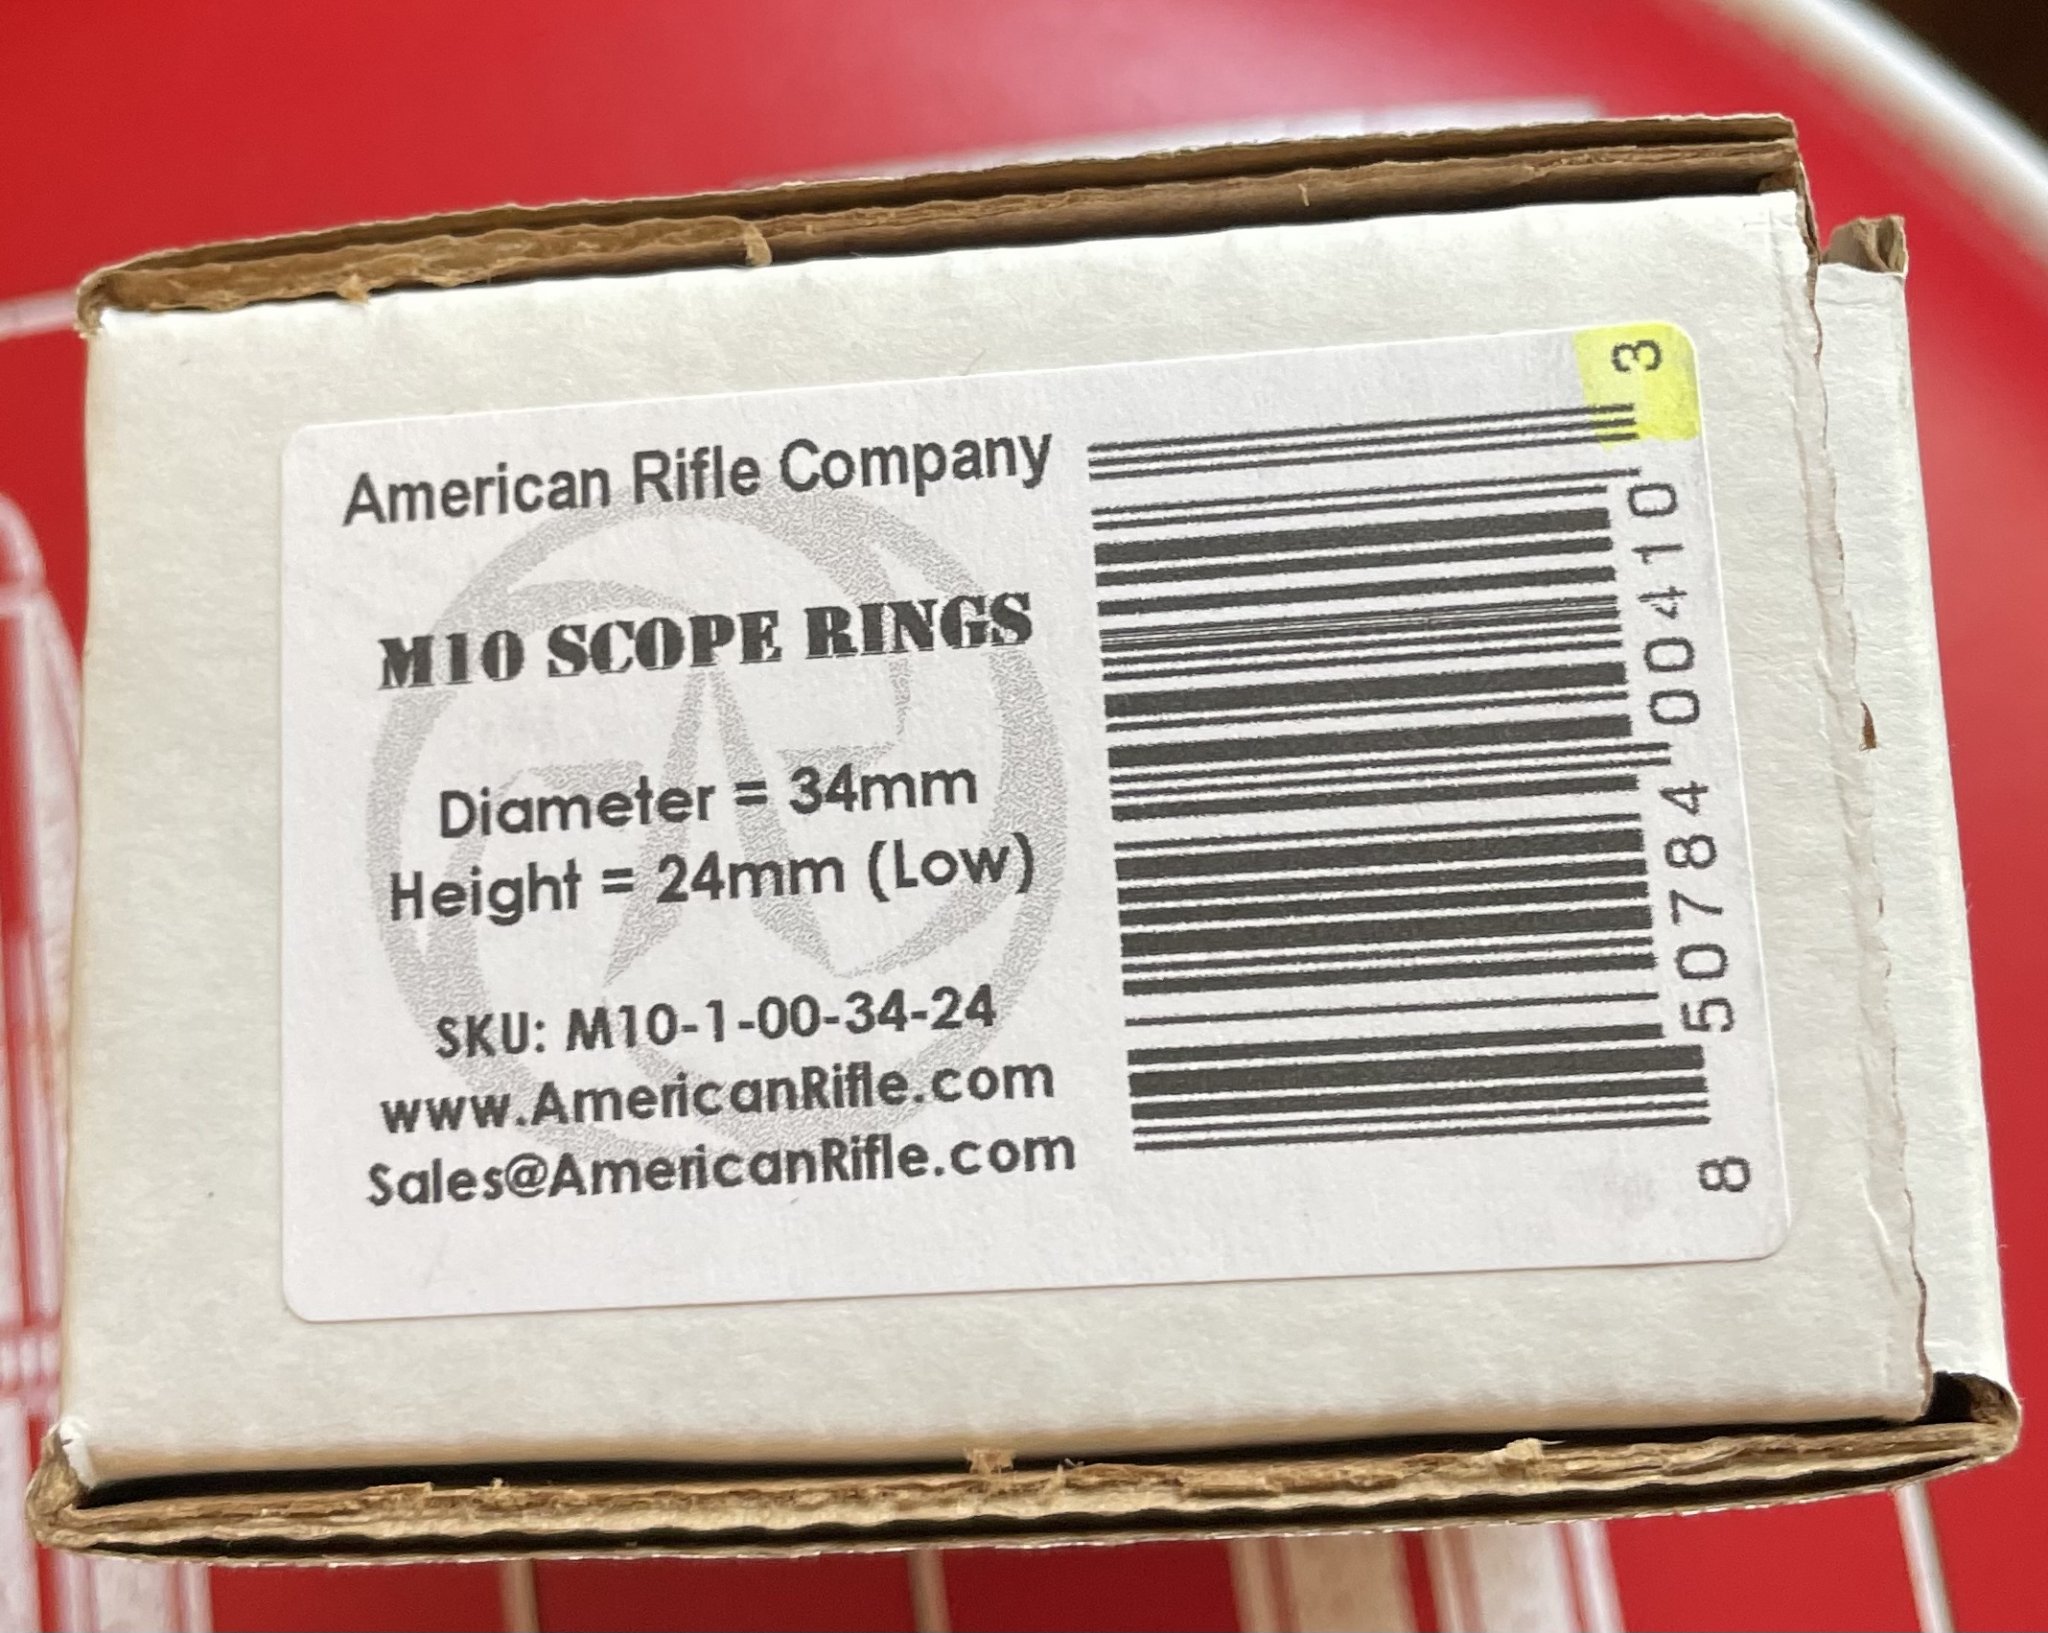 American Rifle Company
M10 SCOPE RINGS
Diameter = 34mm
Height = 24mm (Low)
SKU: M10-1-00-34-24
www.AmericanRifle.com
Sales@AmericanRifle.com
8 50784 00410 3